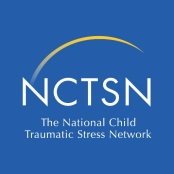 NCTSN
The National Child
Traumatic Stress Network